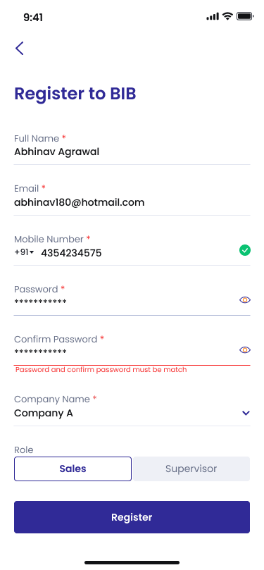 9:41
Register to BIB
Full Name *
Abhinav Agrawal
Email *
abhinav180@hotmail.com
Mobile Number *
+91 4354234575
Password *
***********
Confirm Password *
***********
Password and confirm password must be match
Company Name *
Company A
Role
Sales Supervisor
Register